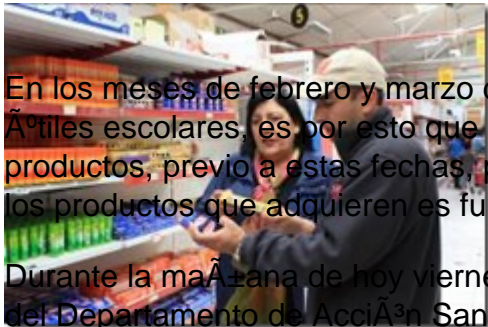 5
En los meses de febrero y marzo
Ãºtiles escolares, es por esto que
productos, previo a estas fechas,
los productos que adquieren es fu
Durante la maÃ±ana de hoy vierne
del Departamento de AcciÃ³n San